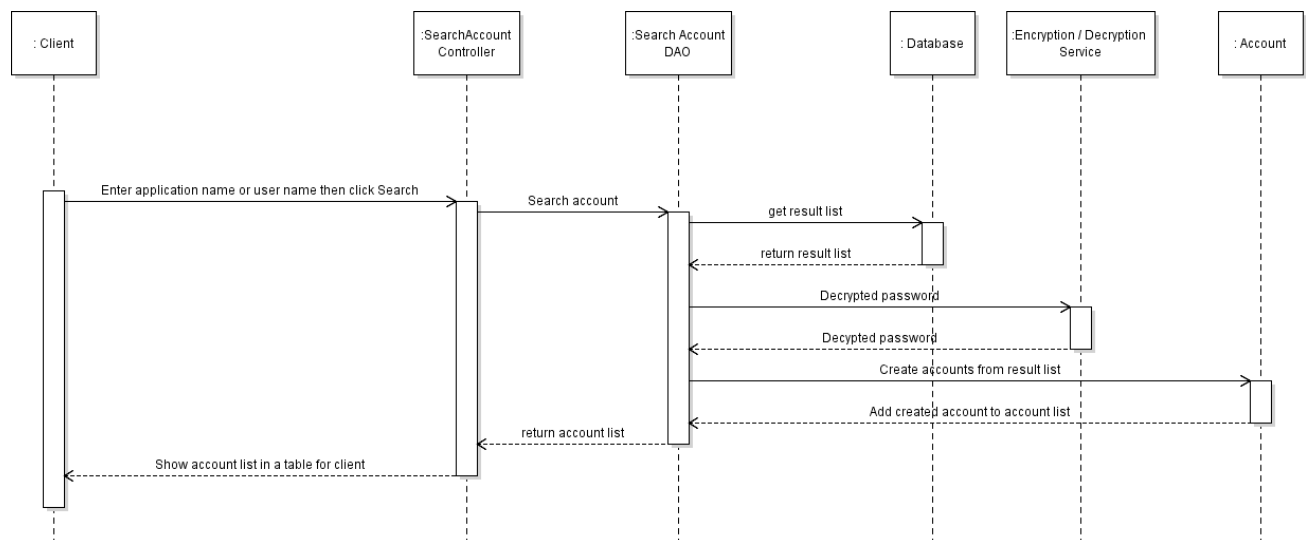 : Client
:SearchAccount
Controller
:Search Account
DAO
: Database
:Encryption / Decryption
Service
: Account
Enter application name or user name then click Search
Search account
get result list
return result list
Decrypted password
Decypted password
Create accounts from result list
Add created account to account list
return account list
Show account list in a table for client